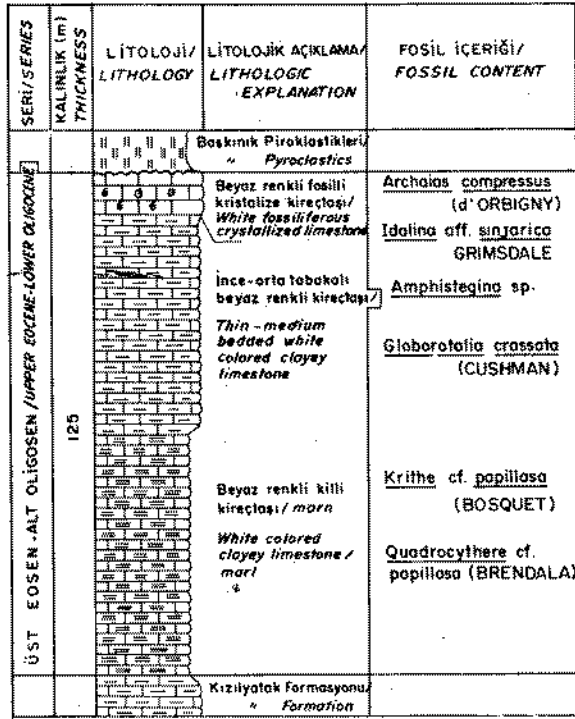 SERİ/SERIES
KALINLIK (m)
THICKNESS
LİTOLOJİ/
LITHOLOGY
LİTOLOJİK AÇIKLAMA/
LITHOLOGIC
EXPLANATION
FOSİL İÇERİĞİ/
FOSSIL CONTENT
ÜST EOSEN-ALT OLİGOSEN/UPPER EOCENE-LOWER OLIGOCENE
125
Baskınık Piroklastikleri/
" Pyroclastics
Beyaz renkli fosilli
kristalize kireçtaşı/
White fossiliferous
crystallized limestone
İnce-orta tabakalı
beyaz renkli kireçtaşı/
Thin-medium
bedded white
colored clayey
limestone
Beyaz renkli killi
kireçtaşı/marn
White colored
clayey limestone/
marl
Kızılyatak Formasyonu/
" Formation
Archaias compressus
(d'ORBIGNY)
Idalina aff. sinjarica
GRIMSDALE
Amphistegina sp.
Globorotalia crassata
(CUSHMAN)
Krithe cf. papillosa
(BOSQUET)
Quadrocythere cf.
papillosa (BRENDALA)